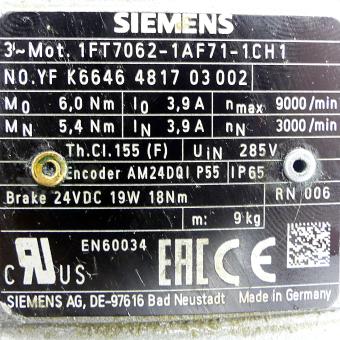 SIEMENS
3~Mot. 1FT7062-1AF71-1CH1
NO.YF K6646 4817 03 002
M0 6,0 Nm I0 3,9 A nmax 9000/min
MN 5,4 Nm IN 3,9 A nN 3000/min
Th.Cl.155 (F) UiN 285V
Encoder AM24DQI P55 IP65
Brake 24VDC 19W 18Nm RN 006
m: 9 kg
EN60034
c RU US EAC CE
SIEMENS AG, DE-97616 Bad Neustadt Made in Germany